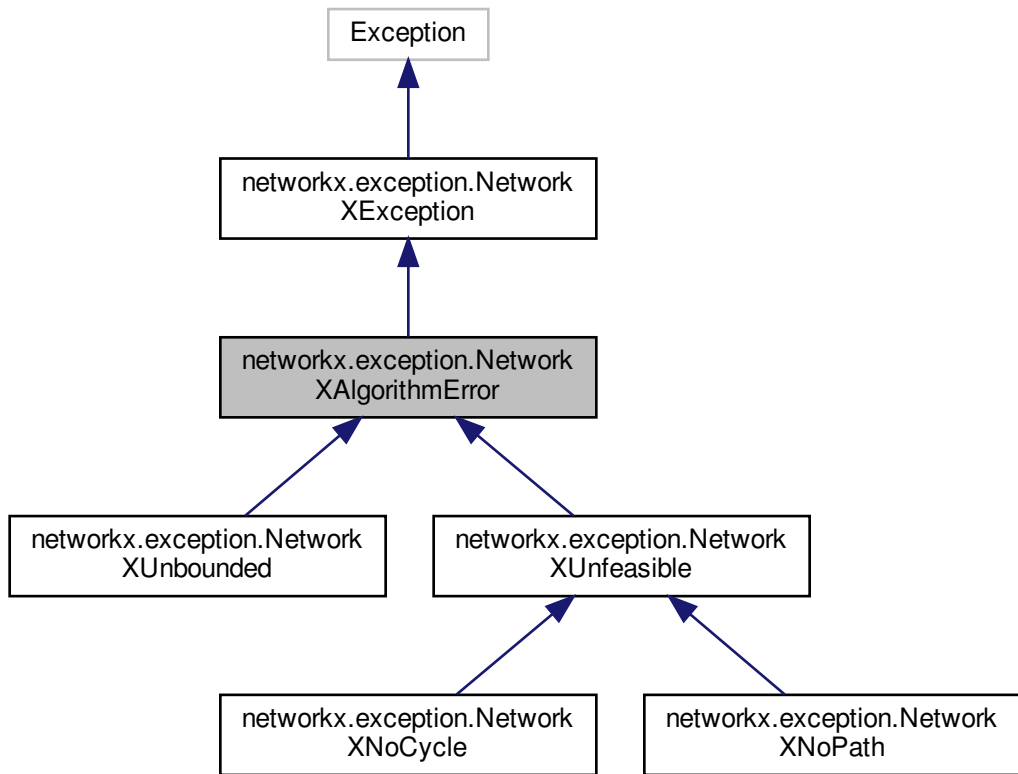 Exception
networkx.exception.Network
XException
networkx.exception.Network
XAlgorithmError
networkx.exception.Network
XUnbounded
networkx.exception.Network
XUnfeasible
networkx.exception.Network
XNoCycle
networkx.exception.Network
XNoPath